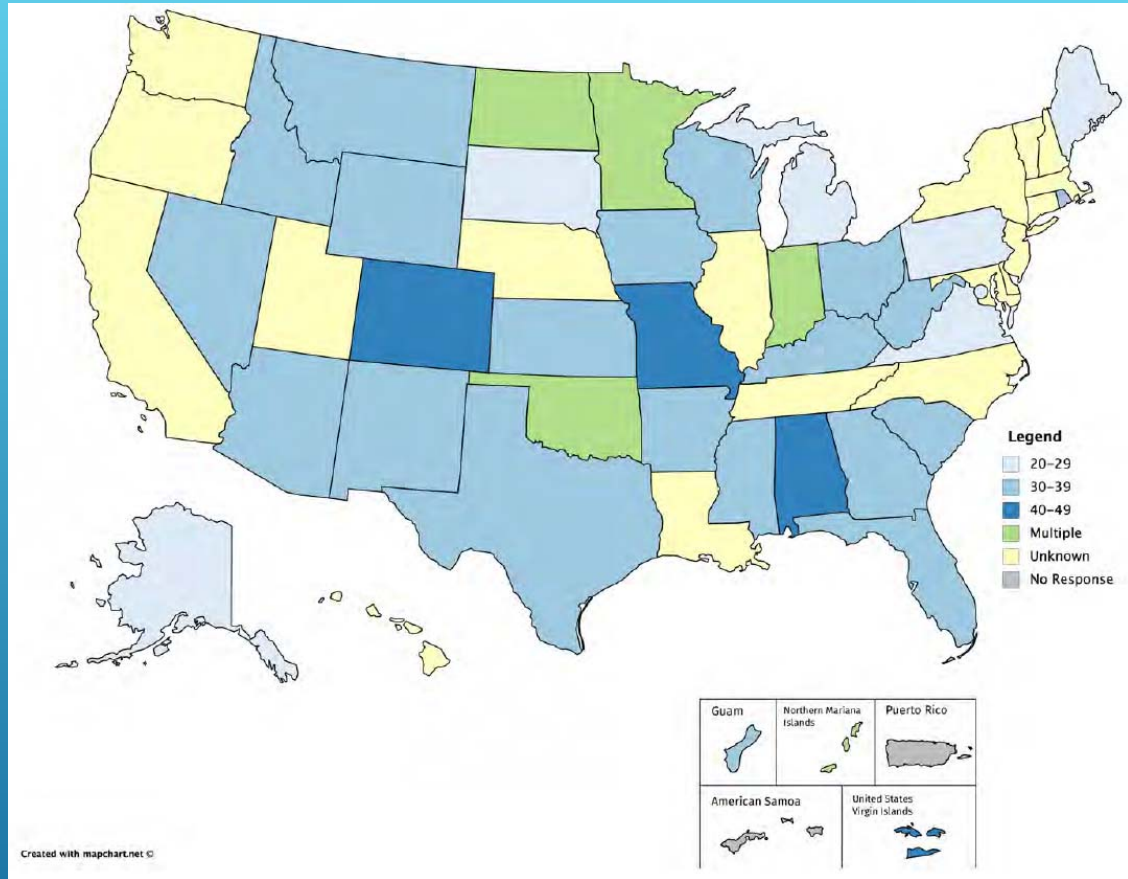 Legend
20-29
30-39
40-49
Multiple
Unknown
No Response
Guam
Northern Mariana
Islands
Puerto Rico
American Samoa
United States
Virgin Islands
Created with mapchart.net ©